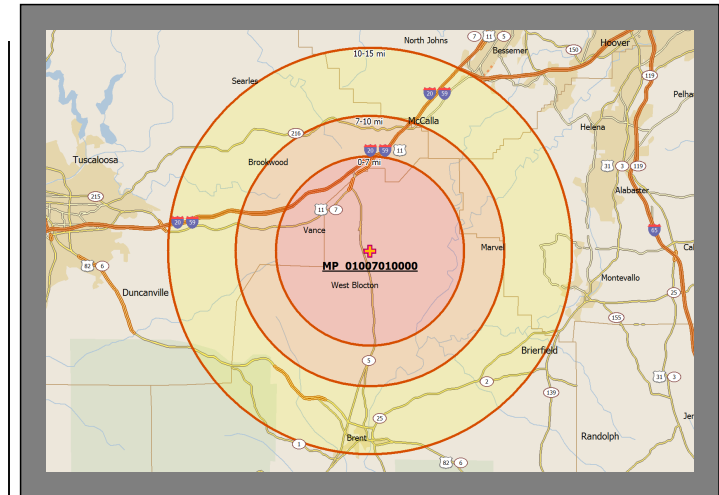 North Johns
7
11
5
Bessemer
Hoover
150
10-15 mi
119
Searles
20
59
Pelha
7-10 mi
McCalla
216
Helena
20
59
11
Tuscaloosa
Brookwood
0-7 mi
31
3
119
215
Alabaster
11
7
20
59
Vance
65
Marvel
Cal
82
6
MP_01007010000
Montevallo
West Blocton
Duncanville
25
155
Brierfield
5
31
3
2
139
25
Jer
Brent
Randolph
1
82
6